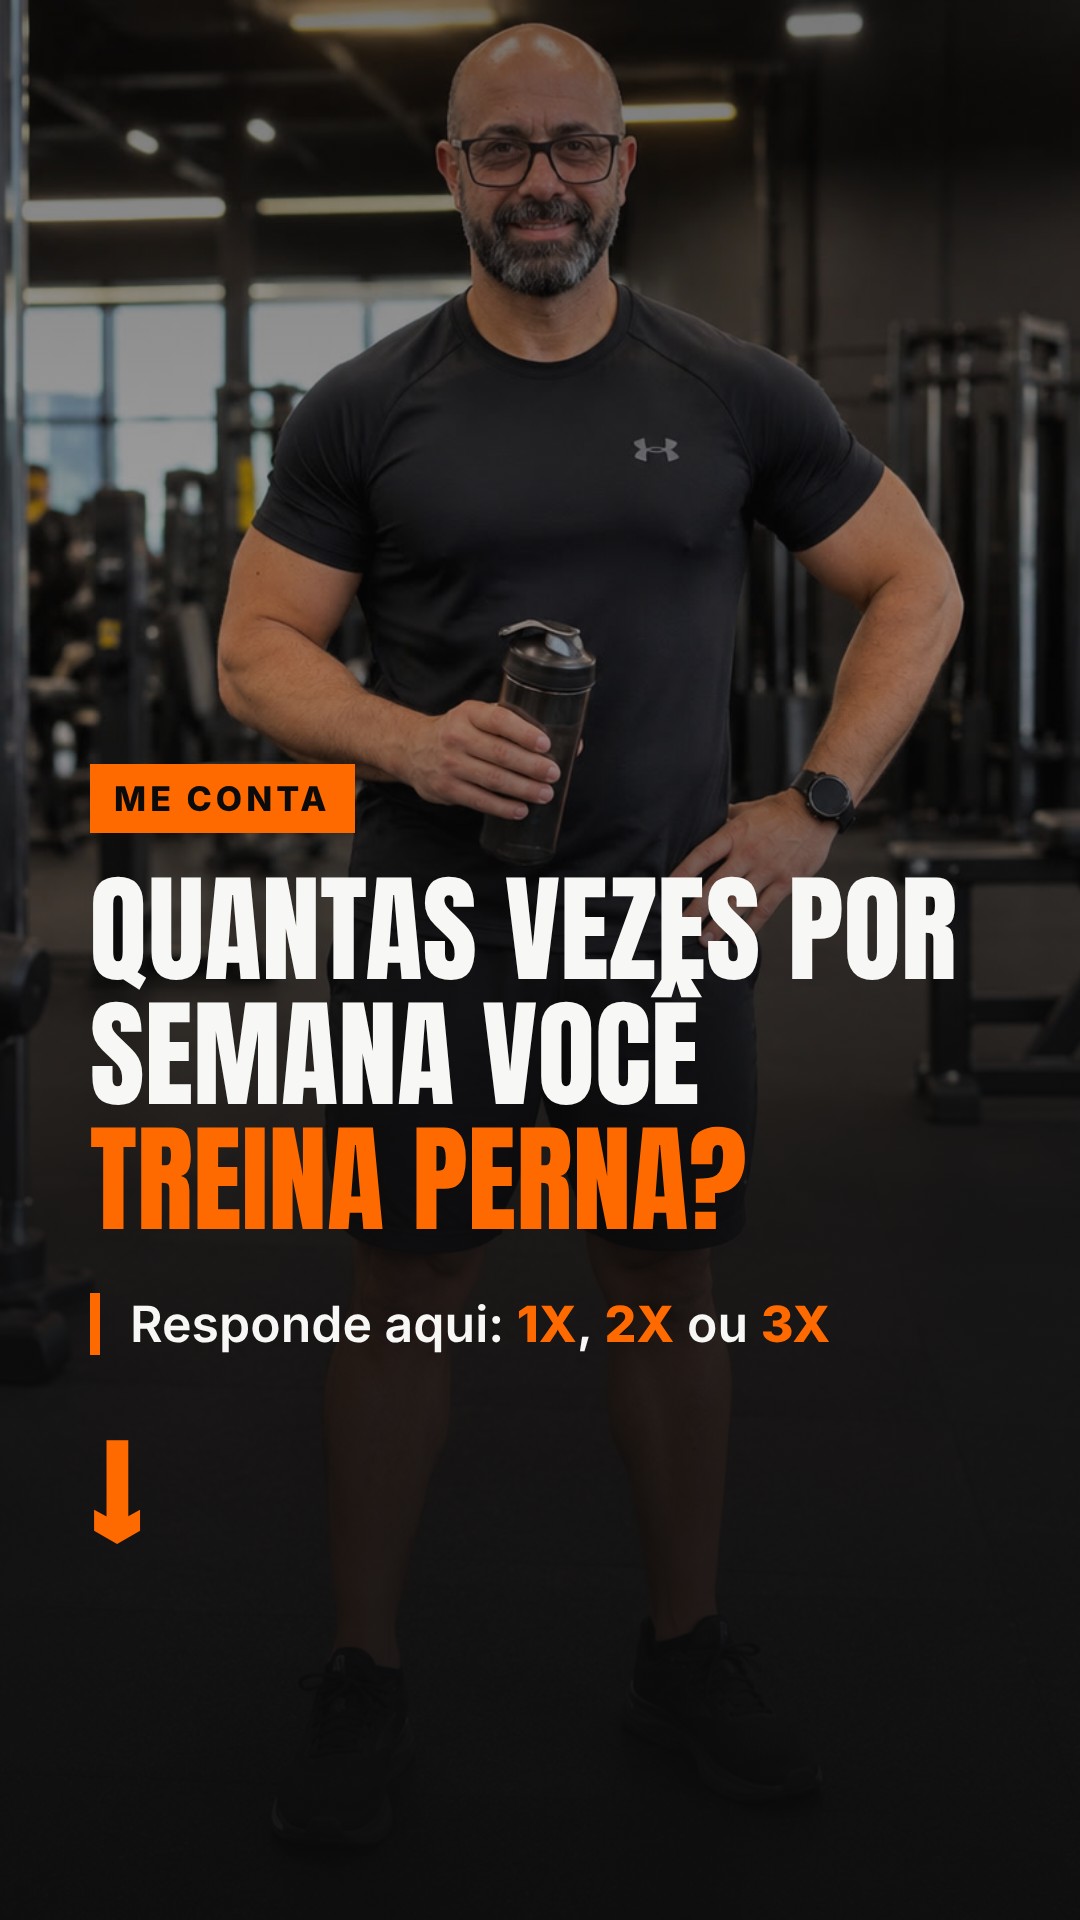 ME CONTA
QUANTAS VEZES POR
SEMANA VOCÊ
TREINA PERNA?
Responde aqui: 1X, 2X ou 3X